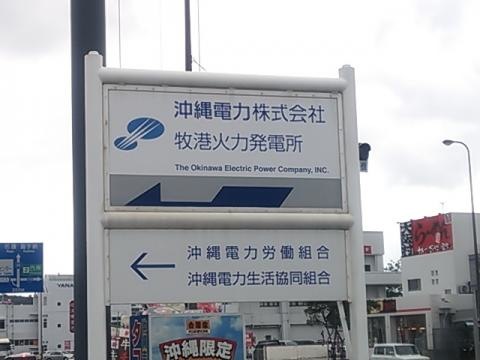 沖縄電力株式会社
牧港火力発電所
The Okinawa Electric Power Company, INC.
沖縄電力労働組合
沖縄電力生活協同組合
沖縄限定